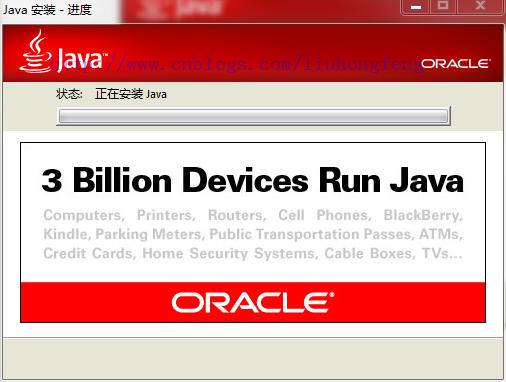 Java 安装 - 进度
Java™
http://www.cnblogs.com/liuhongfeng
ORACLE®
状态: 正在安装 Java
3 Billion Devices Run Java
Computers, Printers, Routers, Cell Phones, BlackBerry,
Kindle, Parking Meters, Public Transportation Passes, ATMs,
Credit Cards, Home Security Systems, Cable Boxes, TVs...
ORACLE®